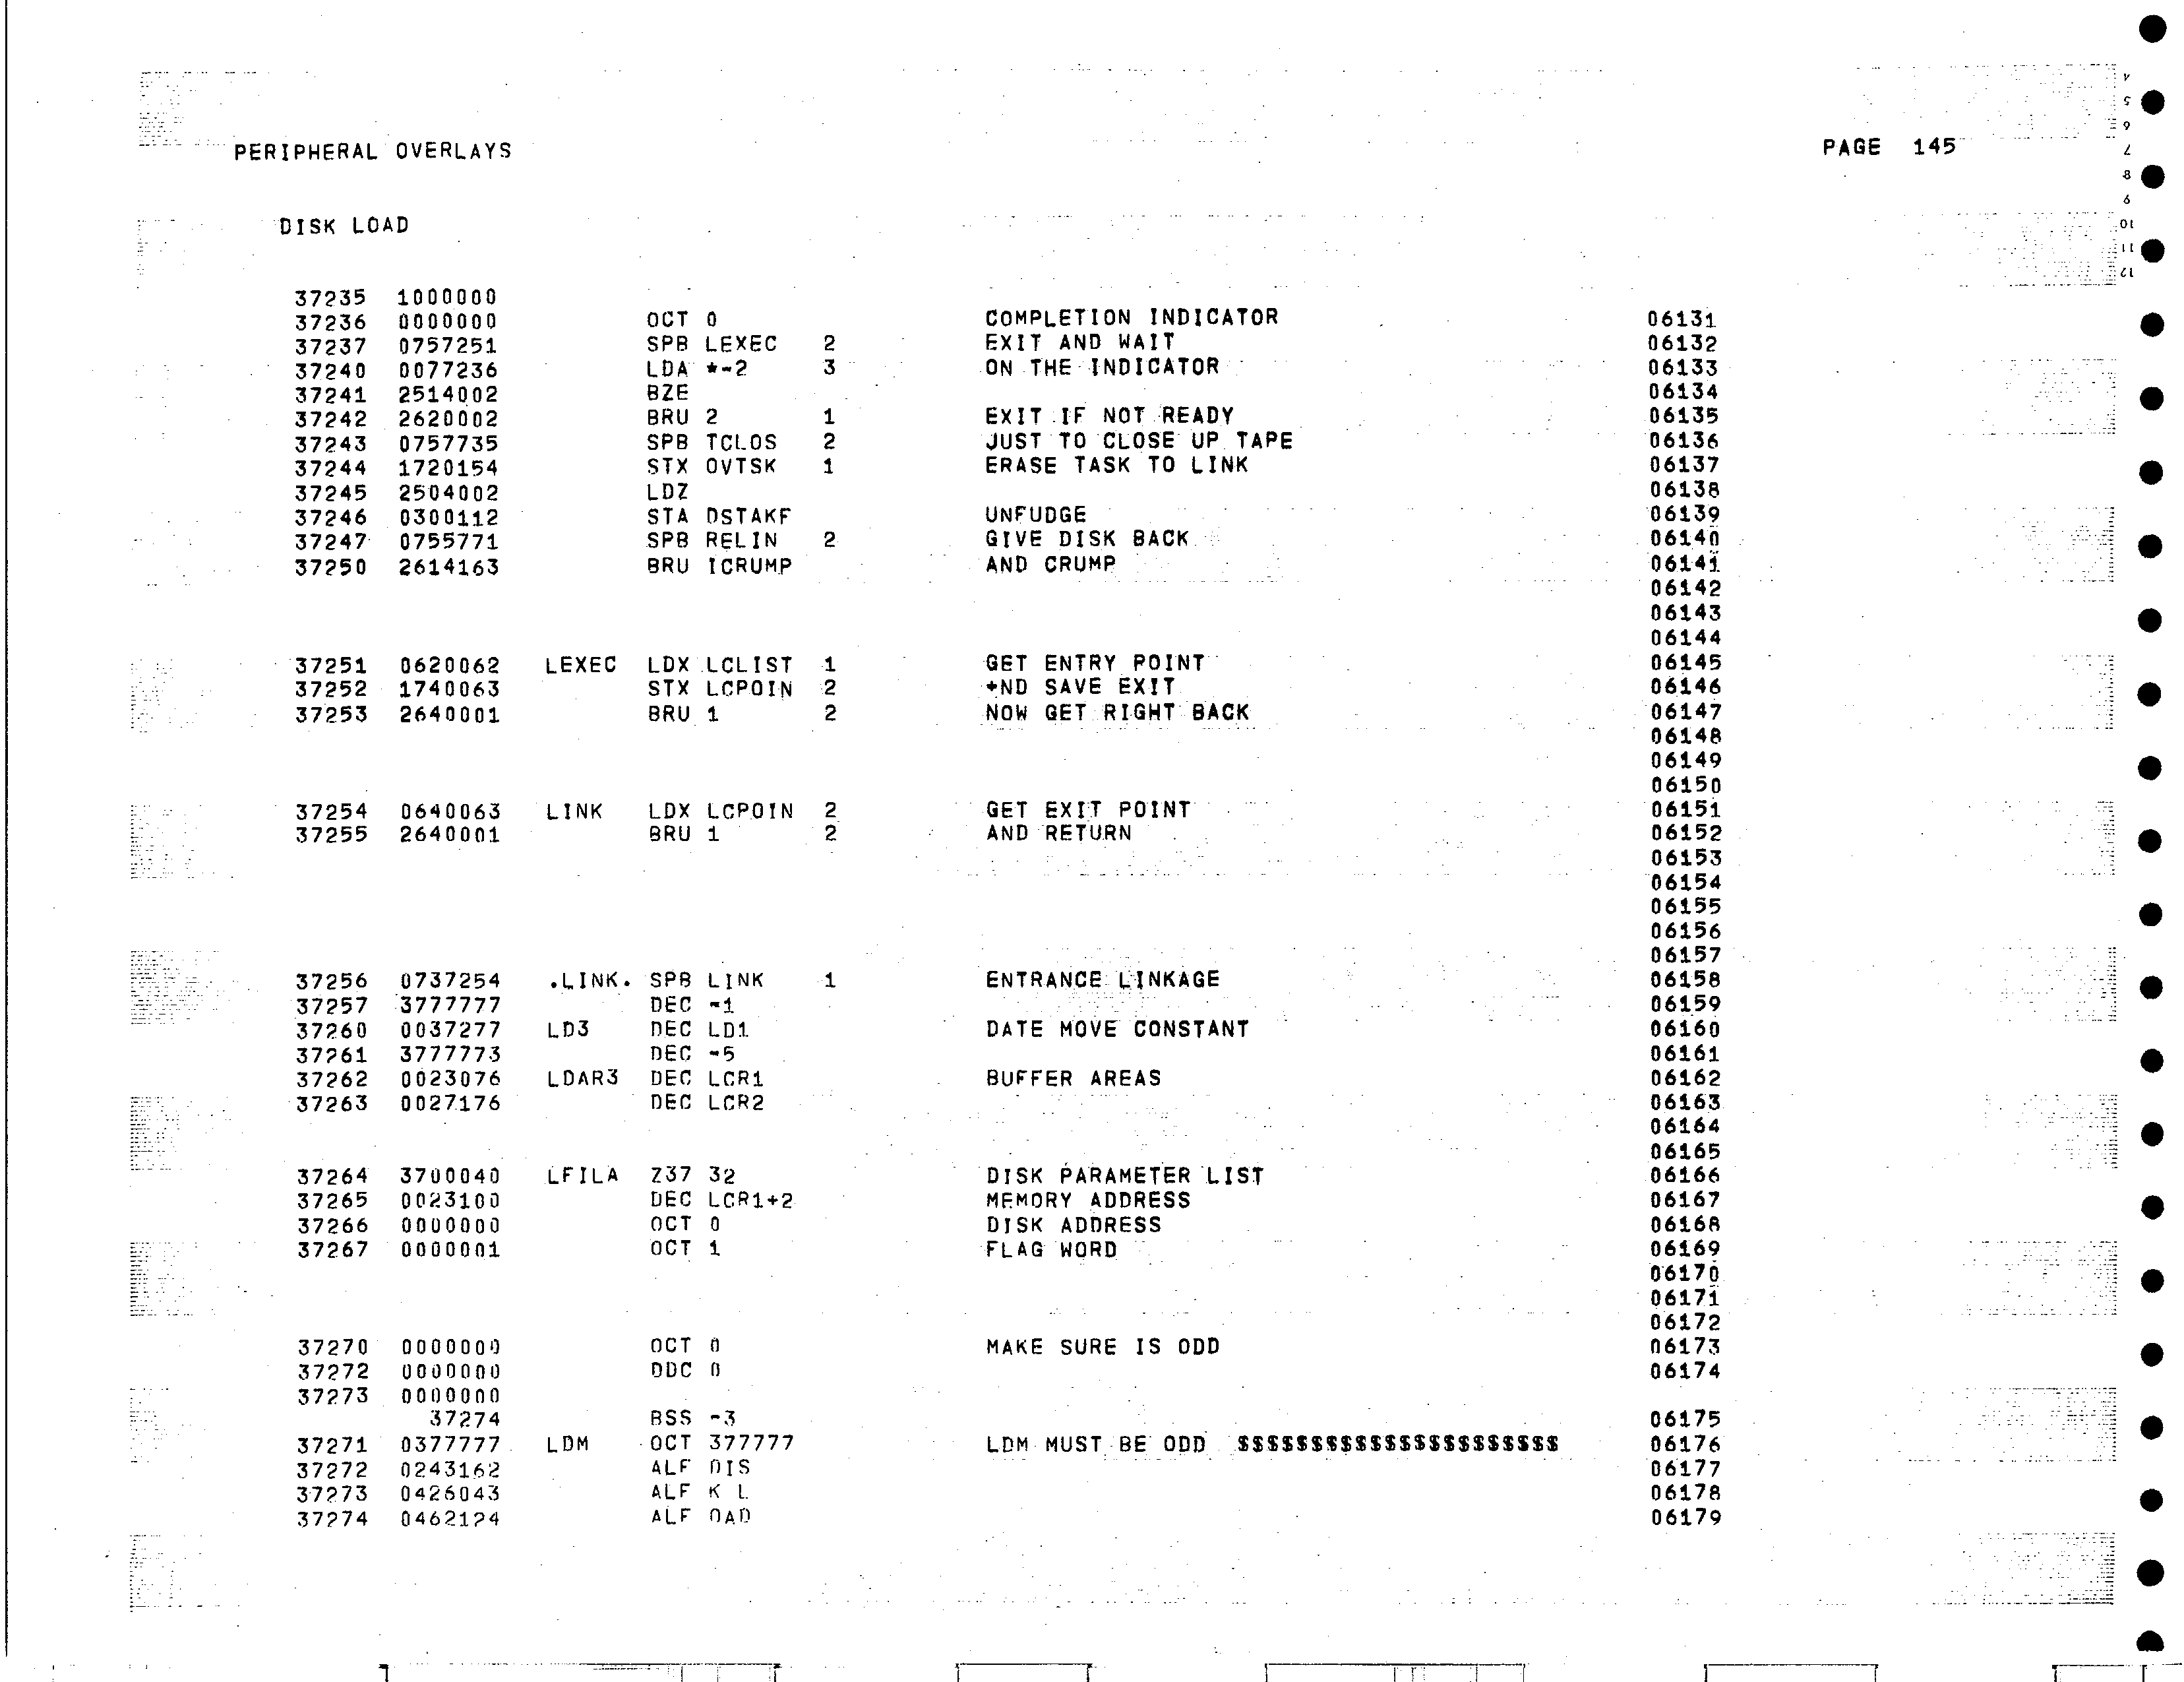 PERIPHERAL OVERLAYS PAGE 145
DISK LOAD
37235 1000000
37236 0000000 OCT 0 COMPLETION INDICATOR 06131
37237 0757251 SPB LEXEC 2 EXIT AND WAIT 06132
37240 0077236 LDA *-2 3 ON THE INDICATOR 06133
37241 2514002 BZE 06134
37242 2620002 BRU 2 1 EXIT IF NOT READY 06135
37243 0757735 SPB TCLOS 2 JUST TO CLOSE UP TAPE 06136
37244 1720154 STX OVTSK 1 ERASE TASK TO LINK 06137
37245 2504002 LDZ 06138
37246 0300112 STA DSTAKF UNFUDGE 06139
37247 0755771 SPB RELIN 2 GIVE DISK BACK 06140
37250 2614163 BRU ICRUMP AND CRUMP 06141
06142
06143
06144
37251 0620062 LEXEC LDX LCLIST 1 GET ENTRY POINT 06145
37252 1740063 STX LCPOIN 2 +ND SAVE EXIT 06146
37253 2640001 BRU 1 2 NOW GET RIGHT BACK 06147
06148
06149
06150
37254 0640063 LINK LDX LCPOIN 2 GET EXIT POINT 06151
37255 2640001 BRU 1 2 AND RETURN 06152
06153
06154
06155
06156
06157
37256 0737254 .LINK. SPB LINK 1 ENTRANCE LINKAGE 06158
37257 3777777 DEC -1 06159
37260 0037277 LD3 DEC LD1 DATE MOVE CONSTANT 06160
37261 3777773 DEC -5 06161
37262 0023076 LDAR3 DEC LCR1 BUFFER AREAS 06162
37263 0027176 DEC LCR2 06163
06164
06165
37264 3700040 LFILA Z37 32 DISK PARAMETER LIST 06166
37265 0023100 DEC LCR1+2 MEMORY ADDRESS 06167
37266 0000000 OCT 0 DISK ADDRESS 06168
37267 0000001 OCT 1 FLAG WORD 06169
06170
06171
06172
37270 0000000 OCT 0 MAKE SURE IS ODD 06173
37272 0000000 DDC 0 06174
37273 0000000
37274 BSS -3 06175
37271 0377777 LDM OCT 377777 LDM MUST BE ODD $$$$$$$$$$$$$$$$$$$$$$ 06176
37272 0243162 ALF DIS 06177
37273 0426043 ALF K L 06178
37274 0462124 ALF OAD 06179